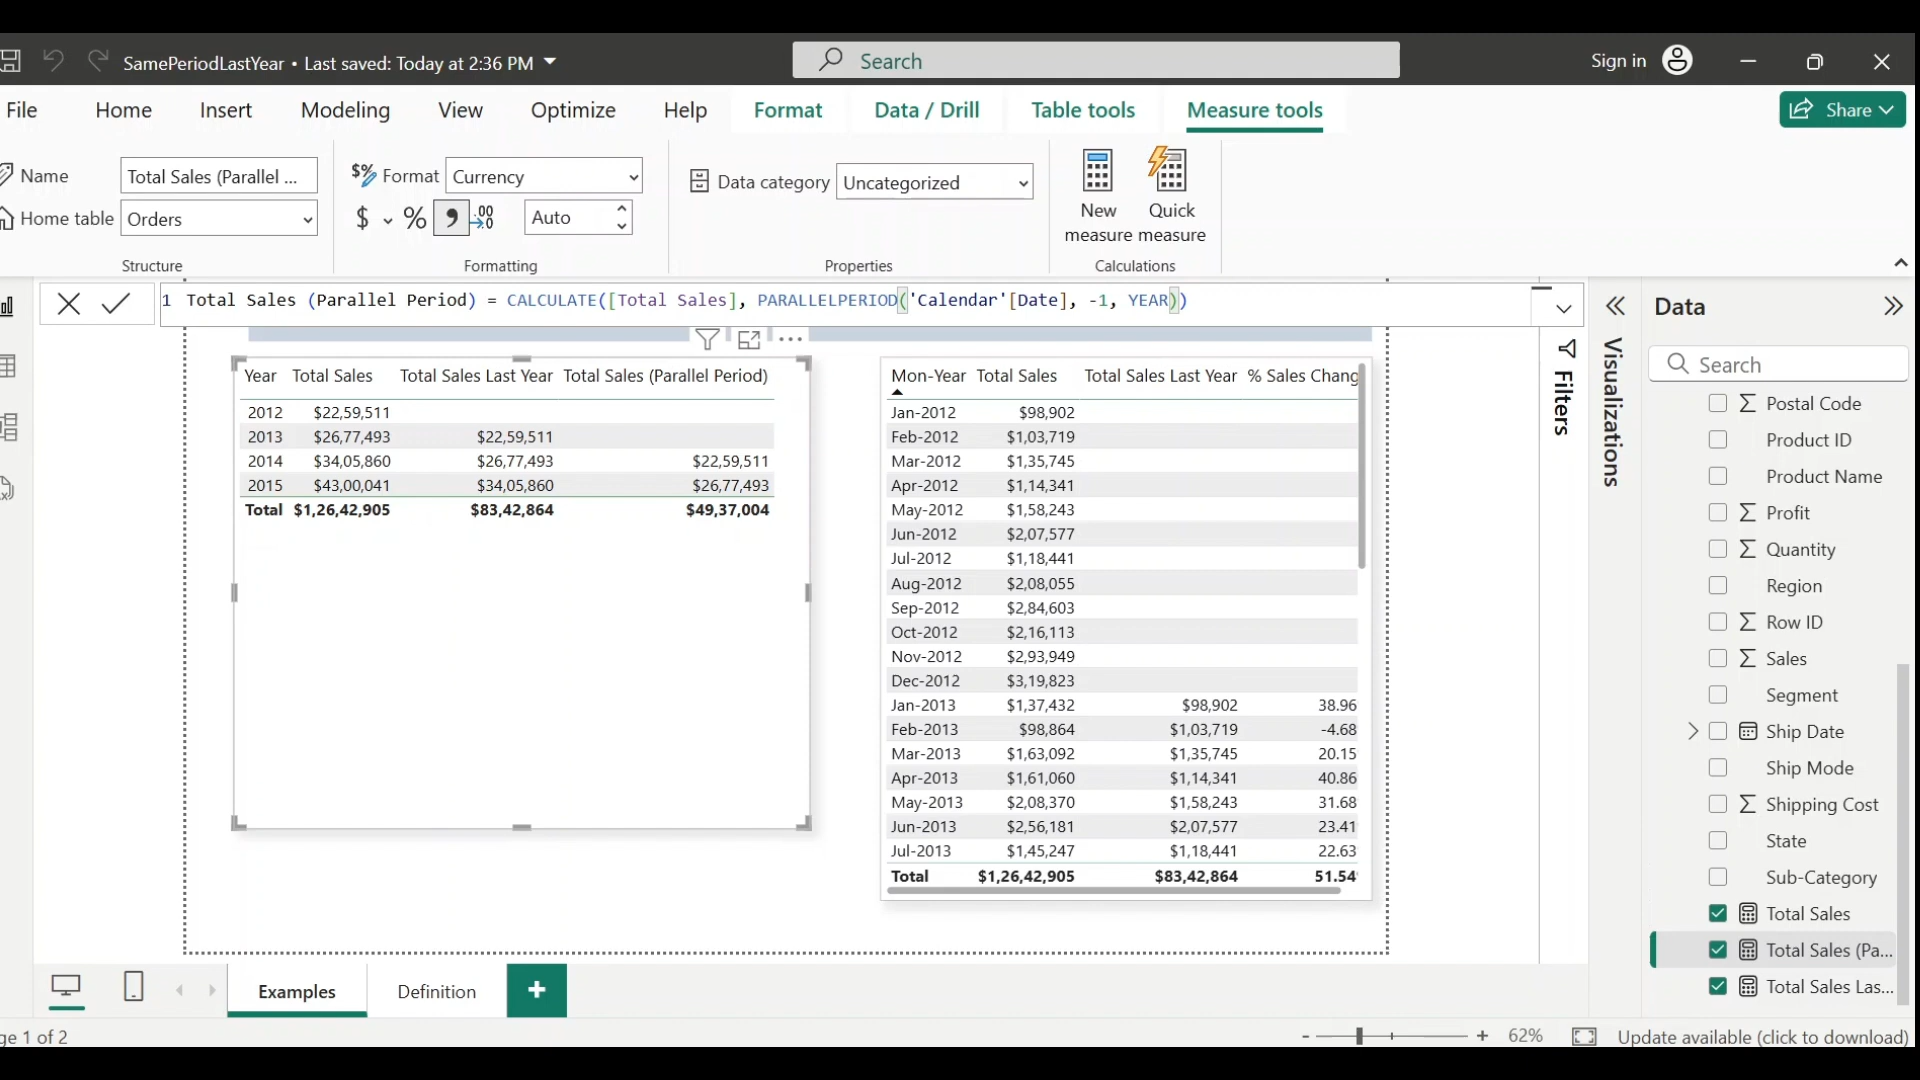 SamePeriodLastYear • Last saved: Today at 2:36 PM
Search
Sign in
File Home Insert Modeling View Optimize Help Format Data / Drill Table tools Measure tools
Share
Name Total Sales (Parallel ...
Home table Orders
Structure
$% Format Currency
$ % , .00 Auto
Formatting
Data category Uncategorized
Properties
New measure
Quick measure
Calculations
1 Total Sales (Parallel Period) = CALCULATE([Total Sales], PARALLELPERIOD('Calendar'[Date], -1, YEAR))
Year Total Sales Total Sales Last Year Total Sales (Parallel Period)
2012 $22,59,511
2013 $26,77,493 $22,59,511
2014 $34,05,860 $26,77,493 $22,59,511
2015 $43,00,041 $34,05,860 $26,77,493
Total $1,26,42,905 $83,42,864 $49,37,004
Mon-Year Total Sales Total Sales Last Year % Sales Chang
Jan-2012 $98,902
Feb-2012 $1,03,719
Mar-2012 $1,35,745
Apr-2012 $1,14,341
May-2012 $1,58,243
Jun-2012 $2,07,577
Jul-2012 $1,18,441
Aug-2012 $2,08,055
Sep-2012 $2,84,603
Oct-2012 $2,16,113
Nov-2012 $2,93,949
Dec-2012 $3,19,823
Jan-2013 $1,37,432 $98,902 38.96
Feb-2013 $98,864 $1,03,719 -4.68
Mar-2013 $1,63,092 $1,35,745 20.15
Apr-2013 $1,61,060 $1,14,341 40.86
May-2013 $2,08,370 $1,58,243 31.68
Jun-2013 $2,56,181 $2,07,577 23.41
Jul-2013 $1,45,247 $1,18,441 22.63
Total $1,26,42,905 $83,42,864 51.54
Filters
Visualizations
Data
Search
Postal Code
Product ID
Product Name
Profit
Quantity
Region
Row ID
Sales
Segment
Ship Date
Ship Mode
Shipping Cost
State
Sub-Category
Total Sales
Total Sales (Pa...
Total Sales Las...
Examples Definition +
ge 1 of 2
- + 62%
Update available (click to download)